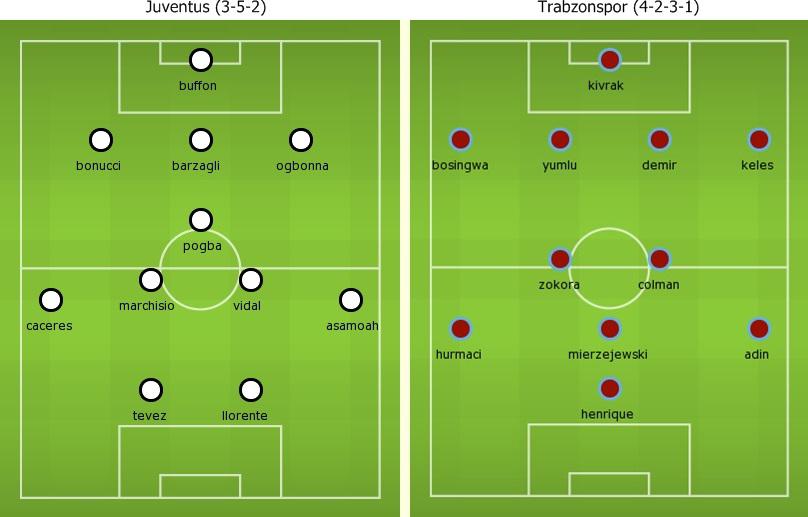 Juventus (3-5-2)
buffon
bonucci barzagli ogbonna
pogba
marchisio vidal
caceres asamoah
tevez llorente
Trabzonspor (4-2-3-1)
kivrak
bosingwa yumlu demir keles
zokora colman
hurmaci mierzejewski adin
henrique